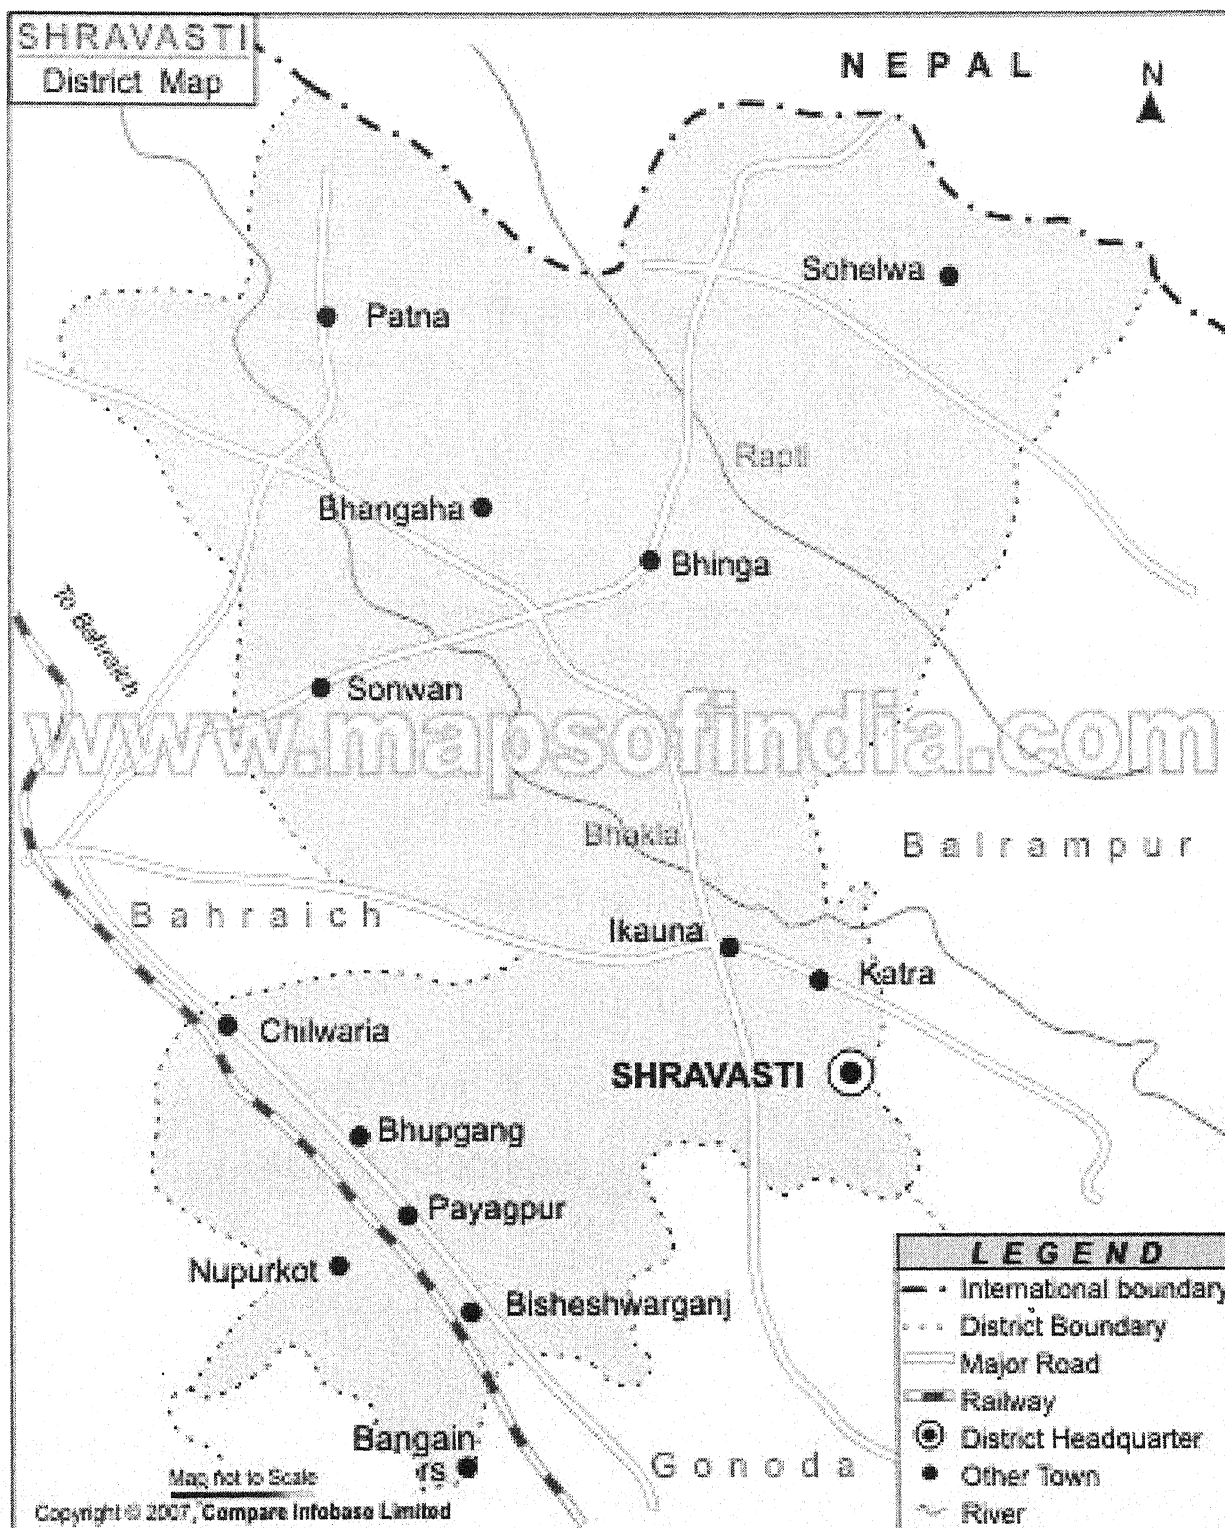 SHRAVASTI
District Map
N E P A L
N
Sohelwa
Patna
Rapti
Bhangaha
Bhinga
To Bahraich
Sonwan
www.mapsofindia.com
Bhakla
Balrampur
Bahraich
Ikauna
Katra
Chilwaria
SHRAVASTI
Bhupgang
Payagpur
Nupurkot
Bisheshwarganj
Bangain
rs
Gonoda
Map not to Scale
Copyright © 2007, Compare Infobase Limited
LEGEND
International boundary
District Boundary
Major Road
Railway
District Headquarter
Other Town
River